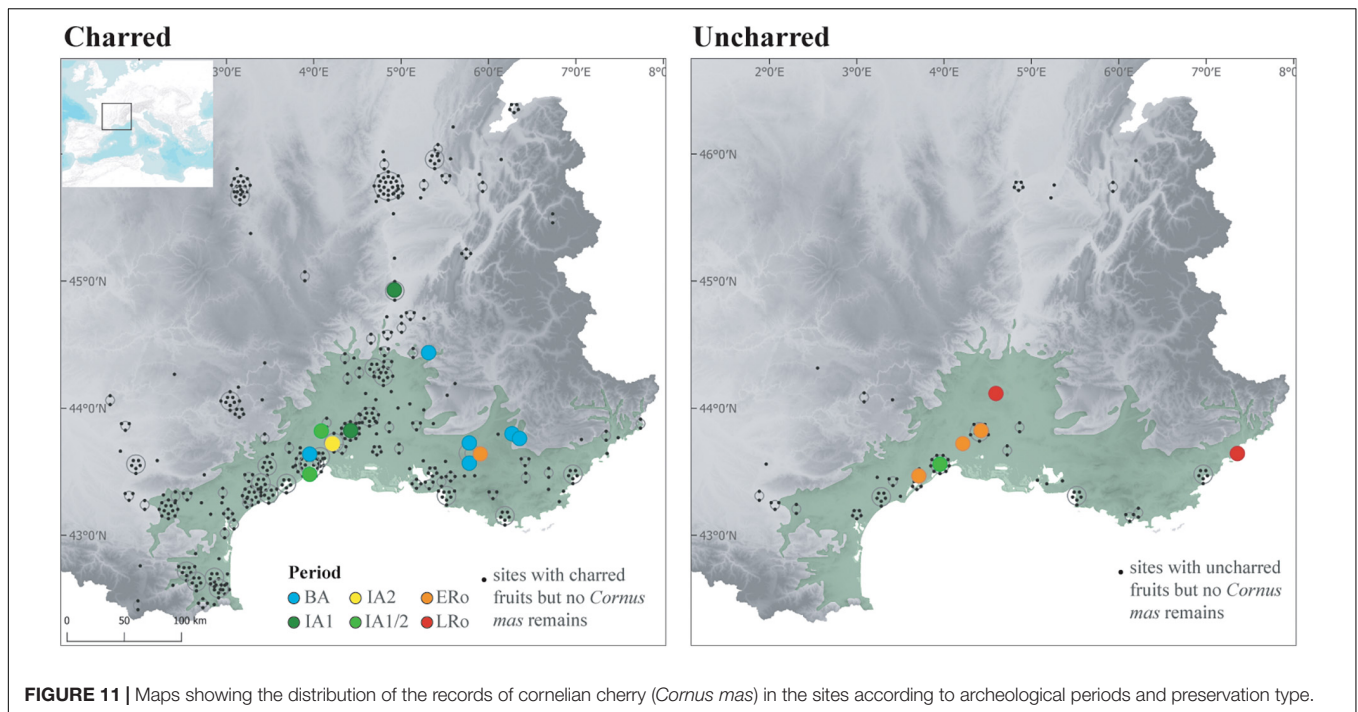 Charred
3°0'E 4°0'E 5°0'E 6°0'E 7°0'E 8°0
45°0'N
44°0'N
43°0'N
Period
BA IA2 ERo
IA1 IA1/2 LRo
0 50 100 km
sites with charred
fruits but no Cornus
mas remains
Uncharred
2°0'E 3°0'E 4°0'E 5°0'E 6°0'E 7°0'E 8°0
46°0'N
45°0'N
44°0'N
43°0'N
sites with uncharred
fruits but no Cornus
mas remains
FIGURE 11 | Maps showing the distribution of the records of cornelian cherry (Cornus mas) in the sites according to archeological periods and preservation type.